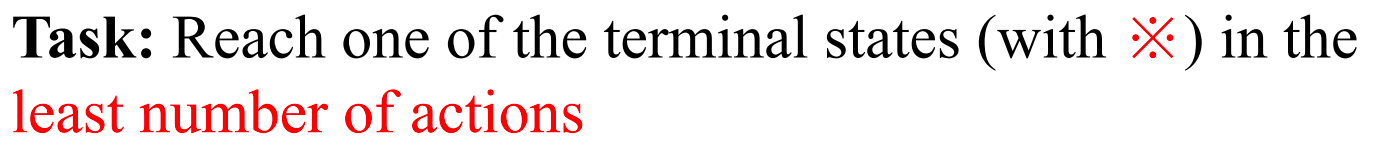 Task: Reach one of the terminal states (with ※) in the
least number of actions